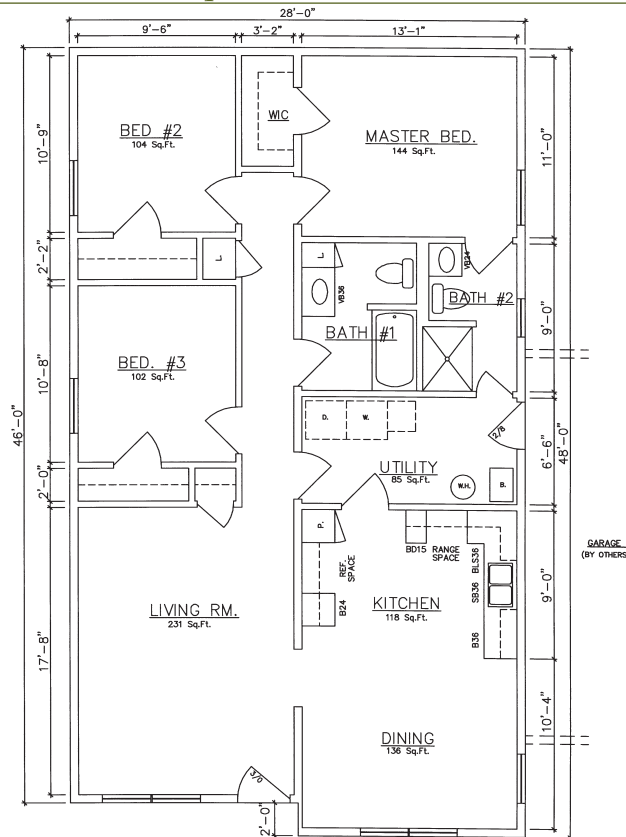 28'-0"
9'-6"
3'-2"
13'-1"
10'-9"
2'-2"
10'-8"
2'-0"
17'-8"
46'-0"
BED #2
104 Sq.Ft.
WIC
MASTER BED.
144 Sq.Ft.
11'-0"
L.
L.
VB36
VB24
BATH #2
BATH #1
9'-0"
BED. #3
102 Sq.Ft.
D.
W.
2/8
UTILITY
85 Sq.Ft.
W.H.
B.
6'-6"
48'-0"
P.
BD15
RANGE
SPACE
BLS36
REF.
SPACE
SB36
B24
B36
GARAGE
(BY OTHERS
KITCHEN
118 Sq.Ft.
9'-0"
LIVING RM.
231 Sq.Ft.
DINING
136 Sq.Ft.
10'-4"
3/0
2'-0"